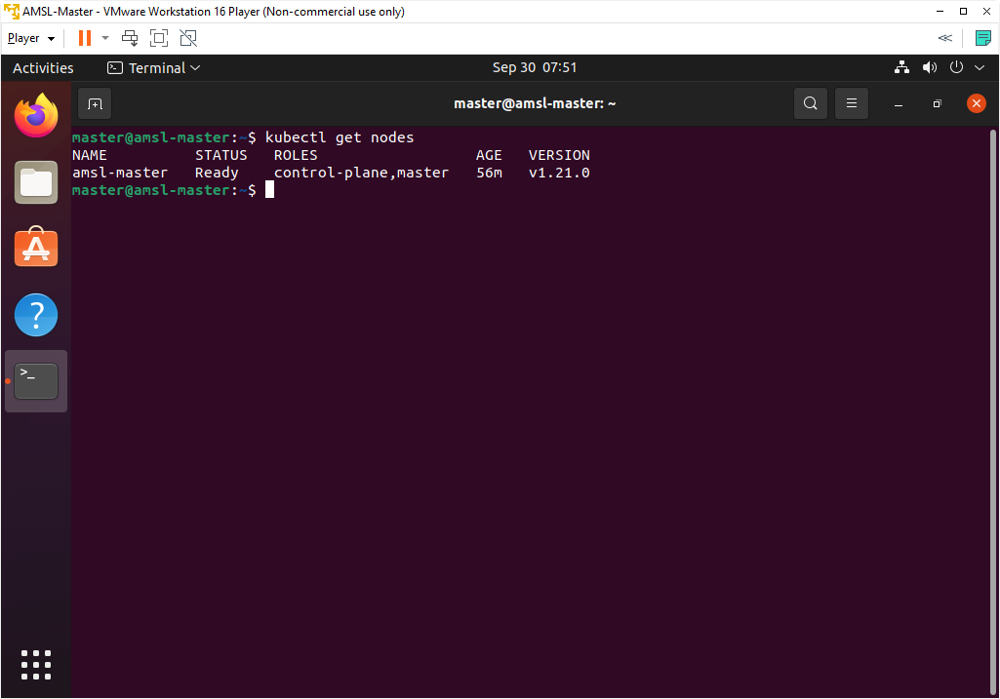 AMSL-Master - VMware Workstation 16 Player (Non-commercial use only)
Player
Activities Terminal Sep 30 07:51
master@amsl-master: ~
master@amsl-master:~$ kubectl get nodes
NAME STATUS ROLES AGE VERSION
amsl-master Ready control-plane,master 56m v1.21.0
master@amsl-master:~$